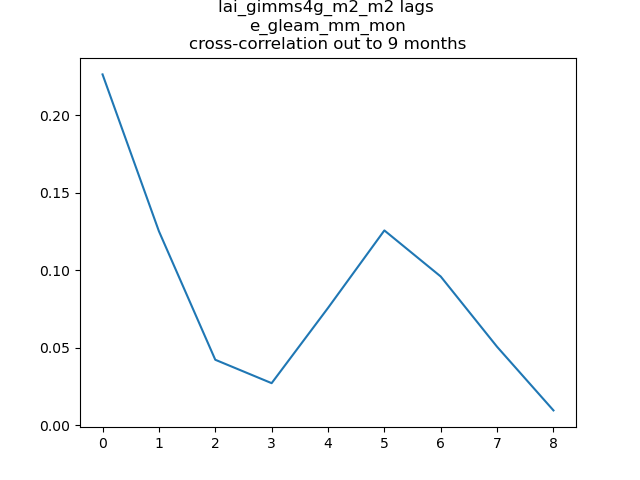 lai_gimms4g_m2_m2 lags
e_gleam_mm_mon
cross-correlation out to 9 months
0.20
0.15
0.10
0.05
0.00
0 1 2 3 4 5 6 7 8